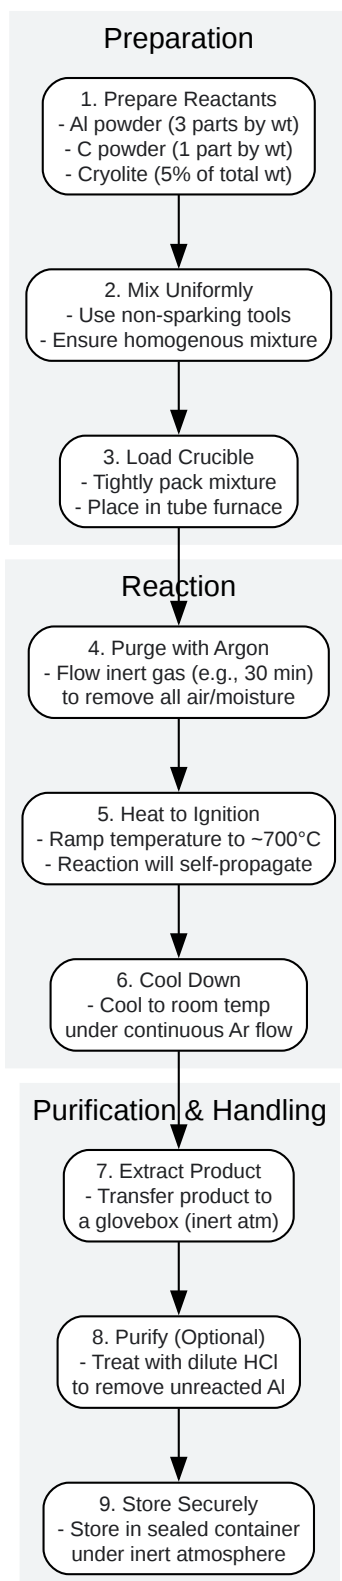 Preparation
1. Prepare Reactants
- Al powder (3 parts by wt)
- C powder (1 part by wt)
- Cryolite (5% of total wt)
2. Mix Uniformly
- Use non-sparking tools
- Ensure homogenous mixture
3. Load Crucible
- Tightly pack mixture
- Place in tube furnace
Reaction
4. Purge with Argon
- Flow inert gas (e.g., 30 min)
to remove all air/moisture
5. Heat to Ignition
- Ramp temperature to ~700°C
- Reaction will self-propagate
6. Cool Down
- Cool to room temp
under continuous Ar flow
Purification & Handling
7. Extract Product
- Transfer product to
a glovebox (inert atm)
8. Purify (Optional)
- Treat with dilute HCl
to remove unreacted Al
9. Store Securely
- Store in sealed container
under inert atmosphere